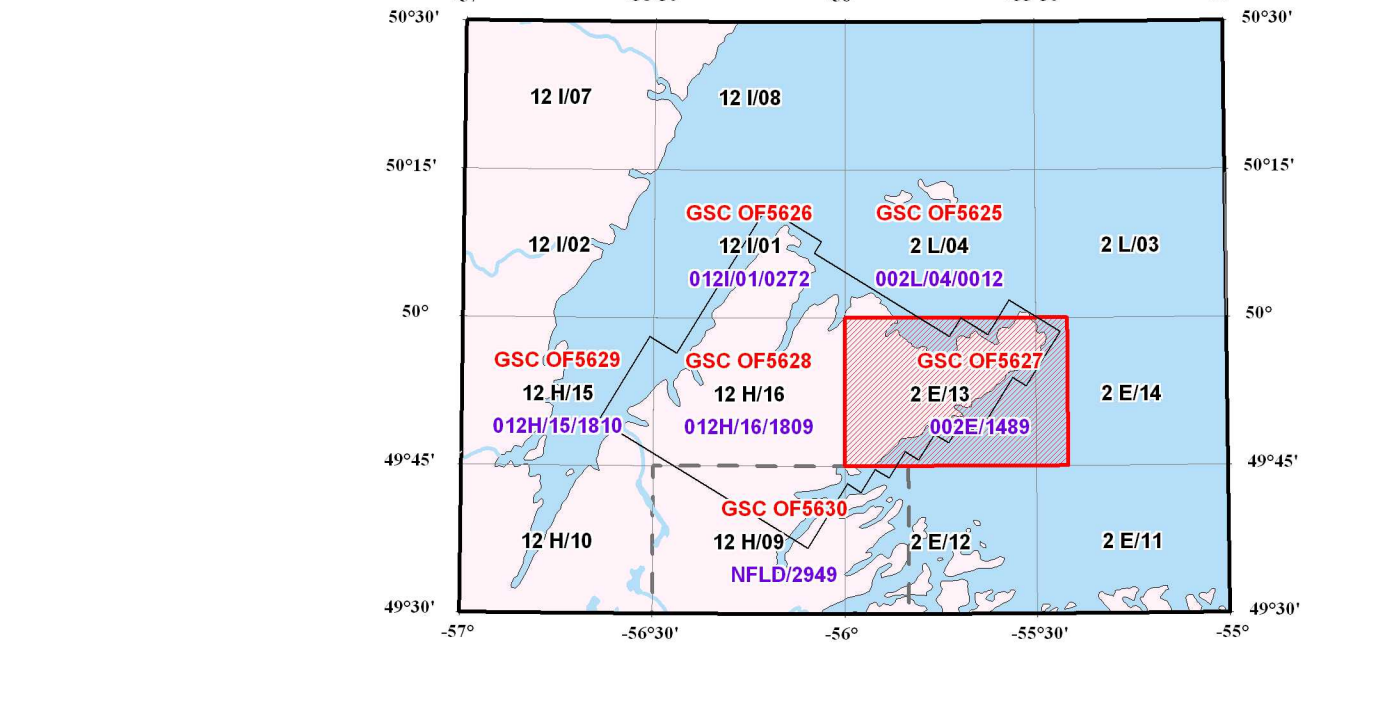 50°30'
50°30'
12 I/07
12 I/08
50°15'
50°15'
GSC OF5626
GSC OF5625
12 I/02
12 I/01
2 L/04
2 L/03
012I/01/0272
002L/04/0012
50°
50°
GSC OF5629
GSC OF5628
GSC OF5627
12 H/15
12 H/16
2 E/13
2 E/14
012H/15/1810
012H/16/1809
002E/1489
49°45'
49°45'
GSC OF5630
12 H/10
12 H/09
2 E/12
2 E/11
NFLD/2949
49°30'
49°30'
-57°
-56°30'
-56°
-55°30'
-55°